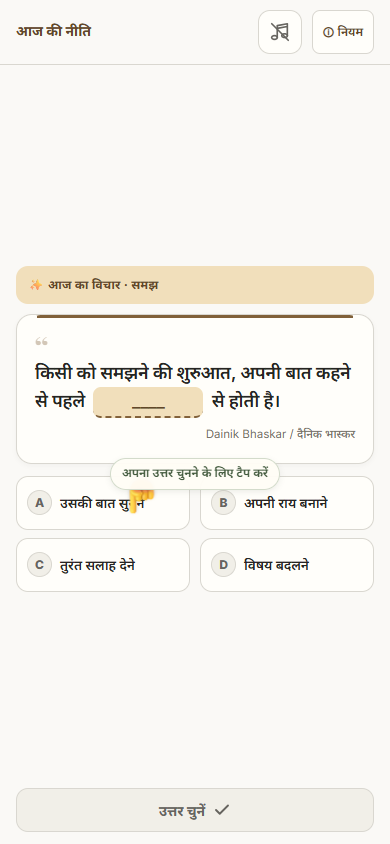 आज की नीति
नियम
आज का विचार · समझ
किसी को समझने की शुरुआत, अपनी बात कहने
से पहले ____ से होती है।
Dainik Bhaskar / दैनिक भास्कर
अपना उत्तर चुनने के लिए टैप करें
A उसकी बात सुनने
B अपनी राय बनाने
C तुरंत सलाह देने
D विषय बदलने
उत्तर चुनें